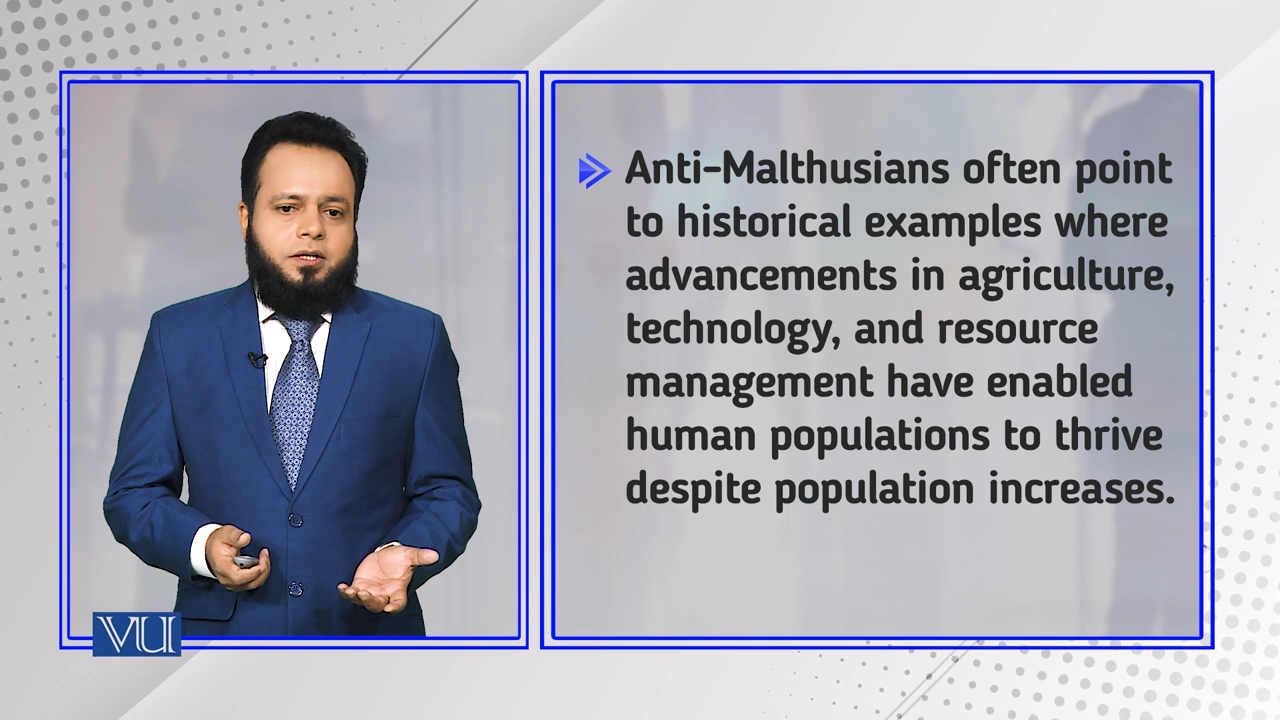 Anti-Malthusians often point
to historical examples where
advancements in agriculture,
technology, and resource
management have enabled
human populations to thrive
despite population increases.
VU